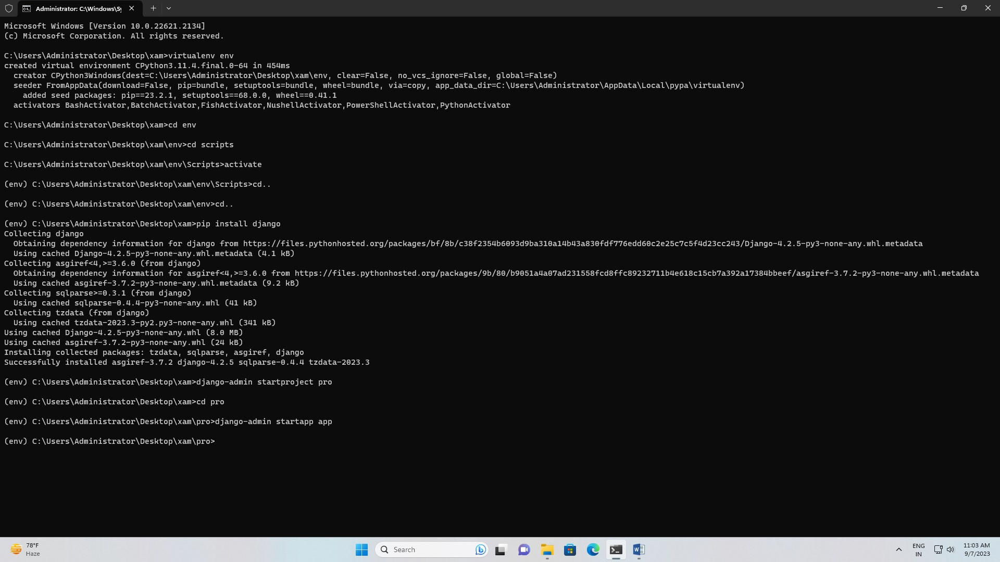 Administrator: C:\Windows\Sy
Microsoft Windows [Version 10.0.22621.2134]
(c) Microsoft Corporation. All rights reserved.
C:\Users\Administrator\Desktop\xam>virtualenv env
created virtual environment CPython3.11.4.final.0-64 in 454ms
  creator CPython3Windows(dest=C:\Users\Administrator\Desktop\xam\env, clear=False, no_vcs_ignore=False, global=False)
  seeder FromAppData(download=False, pip=bundle, setuptools=bundle, wheel=bundle, via=copy, app_data_dir=C:\Users\Administrator\AppData\Local\pypa\virtualenv)
    added seed packages: pip==23.2.1, setuptools==68.0.0, wheel==0.41.1
  activators BashActivator,BatchActivator,FishActivator,NushellActivator,PowerShellActivator,PythonActivator
C:\Users\Administrator\Desktop\xam>cd env
C:\Users\Administrator\Desktop\xam\env>cd scripts
C:\Users\Administrator\Desktop\xam\env\Scripts>activate
(env) C:\Users\Administrator\Desktop\xam\env\Scripts>cd..
(env) C:\Users\Administrator\Desktop\xam\env>cd..
(env) C:\Users\Administrator\Desktop\xam>pip install django
Collecting django
  Obtaining dependency information for django from https://files.pythonhosted.org/packages/bf/8b/c38f2354b6093d9ba310a14b43a830fdf776edd60c2e25c7c5f4d23cc243/Django-4.2.5-py3-none-any.whl.metadata
  Using cached Django-4.2.5-py3-none-any.whl.metadata (4.1 kB)
Collecting asgiref<4,>=3.6.0 (from django)
  Obtaining dependency information for asgiref<4,>=3.6.0 from https://files.pythonhosted.org/packages/9b/80/b9051a4a07ad231558fcd8ffc89232711b4e618c15cb7a392a17384bbeef/asgiref-3.7.2-py3-none-any.whl.metadata
  Using cached asgiref-3.7.2-py3-none-any.whl.metadata (9.2 kB)
Collecting sqlparse>=0.3.1 (from django)
  Using cached sqlparse-0.4.4-py3-none-any.whl (41 kB)
Collecting tzdata (from django)
  Using cached tzdata-2023.3-py2.py3-none-any.whl (341 kB)
Using cached Django-4.2.5-py3-none-any.whl (8.0 MB)
Using cached asgiref-3.7.2-py3-none-any.whl (24 kB)
Installing collected packages: tzdata, sqlparse, asgiref, django
Successfully installed asgiref-3.7.2 django-4.2.5 sqlparse-0.4.4 tzdata-2023.3
(env) C:\Users\Administrator\Desktop\xam>django-admin startproject pro
(env) C:\Users\Administrator\Desktop\xam>cd pro
(env) C:\Users\Administrator\Desktop\xam\pro>django-admin startapp app
(env) C:\Users\Administrator\Desktop\xam\pro>
78°F
Haze
Search
ENG
IN
11:03 AM
9/7/2023